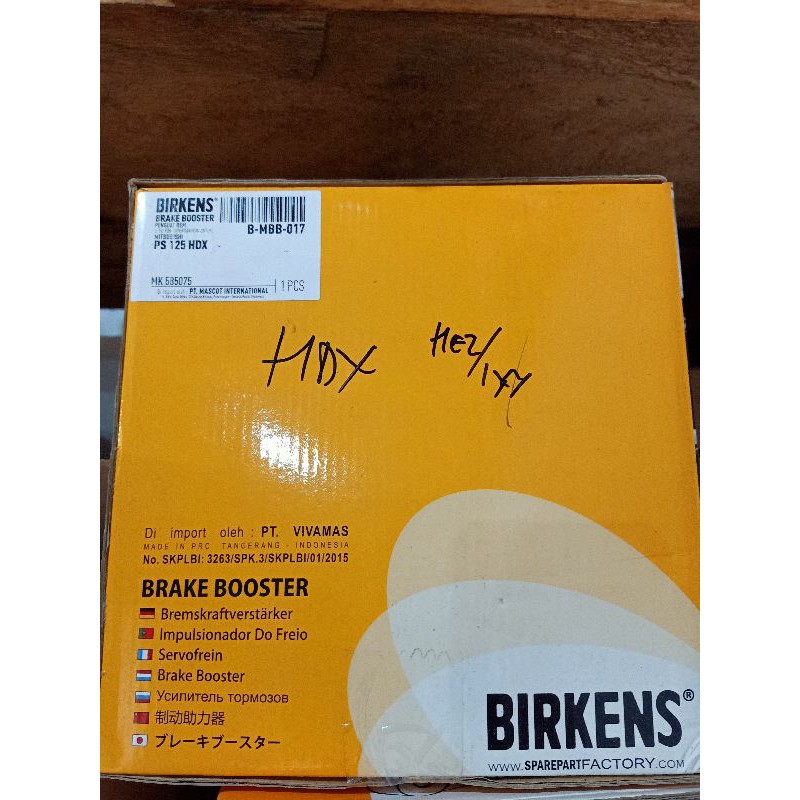 BIRKENS
BRAKE BOOSTER
B-MBB-017
MITSUBISHI
PS 125 HDX
MK 585075
PT. MASCOT INTERNATIONAL
1 PCS
HDX
Di import oleh : PT. VIVAMAS
MADE IN PRC TANGERANG - INDONESIA
No. SKPLBI: 3263/SPK.3/SKPLBI/01/2015
BRAKE BOOSTER
Bremskraftverstärker
Impulsionador Do Freio
Servofrein
Brake Booster
Усилитель тормозов
制动助力器
ブレーキブースター
BIRKENS®
www.SPAREPARTFACTORY.COM